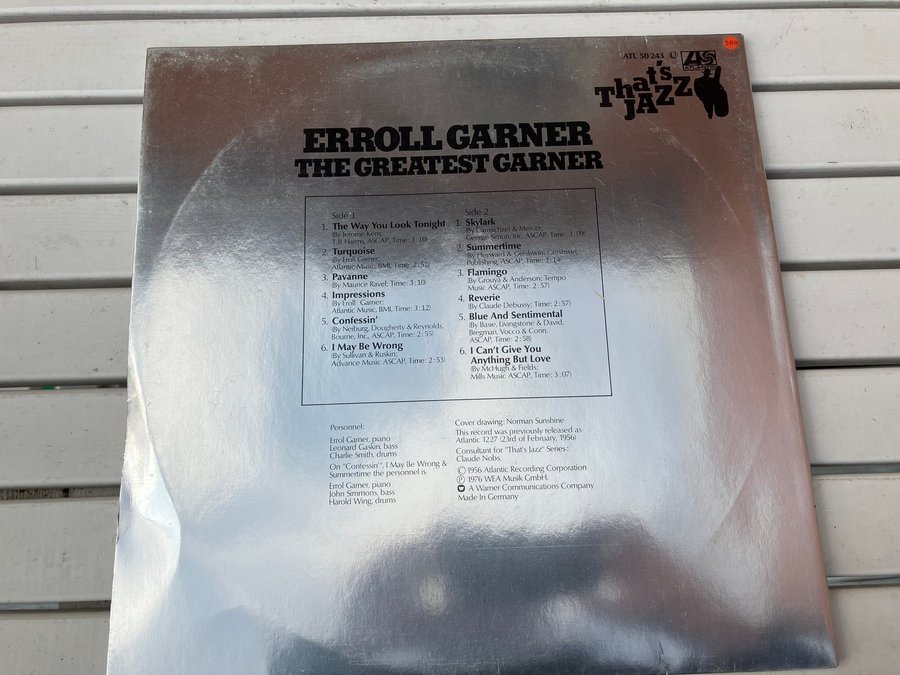 ATL 50 243 U
ATLANTIC
That's
JAZZ
ERROLL GARNER
THE GREATEST GARNER
Side 1
1. The Way You Look Tonight
(By Jerome Kern;
T.B Harms, ASCAP, Time: 3:10)
2. Turquoise
(By Erroll Garner;
Atlantic Music, BMI, Time: 2:52)
3. Pavanne
(By Maurice Ravel; Time: 3:10)
4. Impressions
(By Eroll Garner;
Atlantic Music, BMI, Time: 3:12)
5. Confessin'
(By Neiburg, Dougherty & Reynolds,
Bourne, Inc., ASCAP, Time: 2:55)
6. I May Be Wrong
(By Sullivan & Ruskin;
Advance Music ASCAP, Time: 2:53)
Side 2
1. Skylark
(By Carmichael & Mercer;
George Simon, Inc. ASCAP, Time: 3:09)
2. Summertime
(By Heyward & Gershwin; Gershwin
Publishing, ASCAP, Time: 3:14)
3. Flamingo
(By Grouya & Anderson; Tempo
Music ASCAP, Time: 2:57)
4. Reverie
(By Claude Debussy; Time: 2:57)
5. Blue And Sentimental
(By Basie, Livingstone & David,
Bregman, Vocco & Conn,
ASCAP, Time: 2:58)
6. I Can't Give You
Anything But Love
(By McHugh & Fields;
Mills Music ASCAP, Time: 3:07)
Personnel:
Errol Garner, piano
Leonard Gaskin, bass
Charlie Smith, drums
On "Confessin'", I May Be Wrong &
Summertime the personnel is
Errol Garner, piano
John Simmons, bass
Harold Wing, drums
Cover drawing: Norman Sunshine
This record was previously released as
Atlantic 1227 (23rd of February, 1956)
Consultant for "That's Jazz" Series:
Claude Nobs.
© 1956 Atlantic Recording Corporation
℗ 1976 WEA Musik GmbH,
A Warner Communications Company
Made in Germany